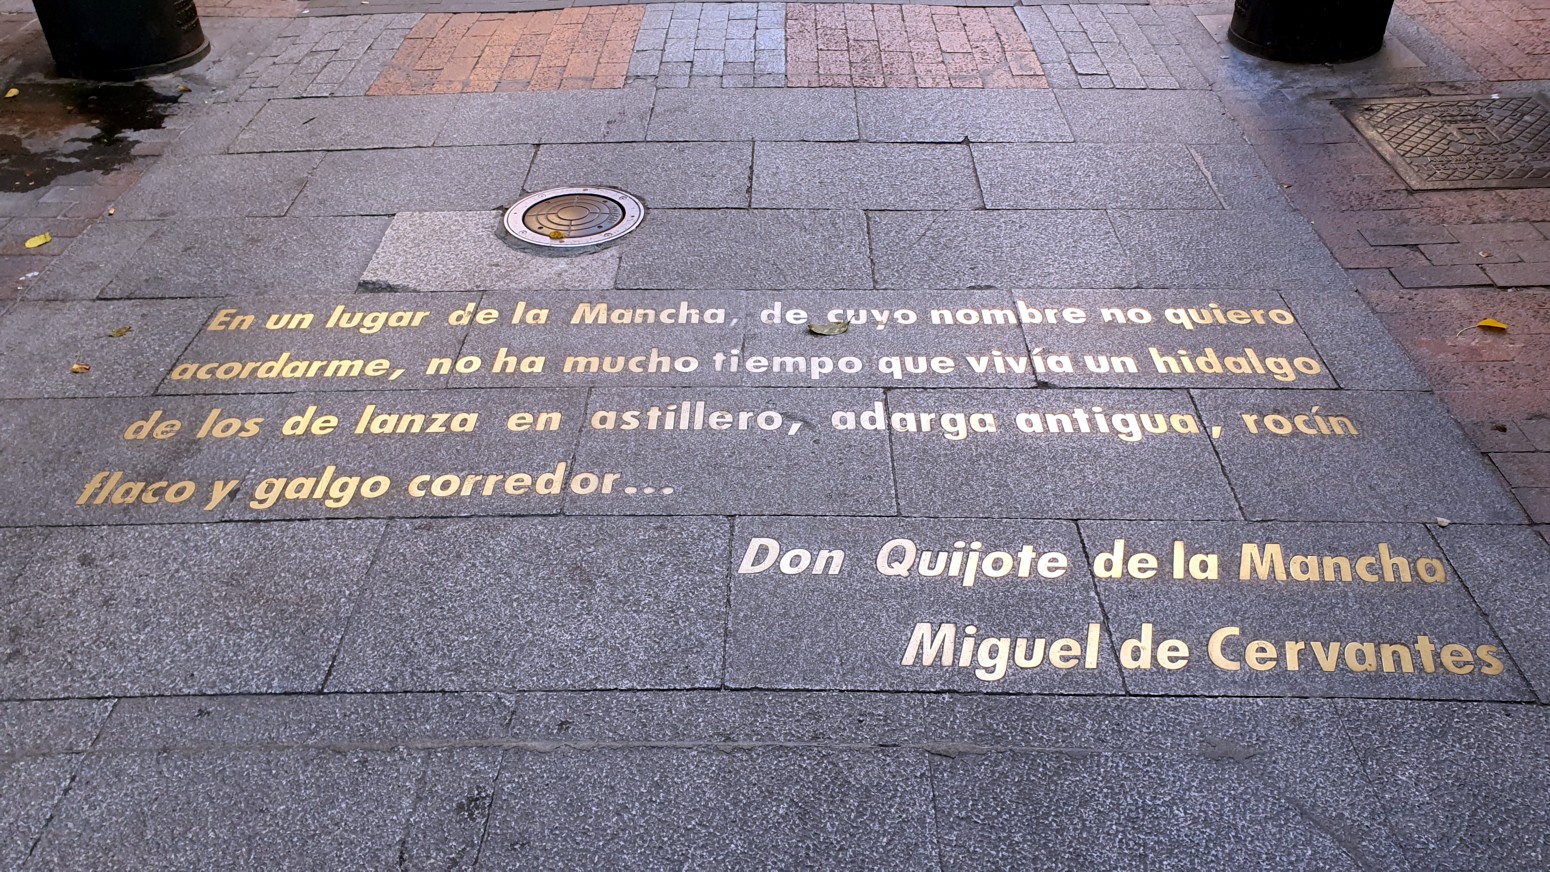 En un lugar de la Mancha, de cuyo nombre no quiero
acordarme, no ha mucho tiempo que vivía un hidalgo
de los de lanza en astillero, adarga antigua, rocín
flaco y galgo corredor...
Don Quijote de la Mancha
Miguel de Cervantes